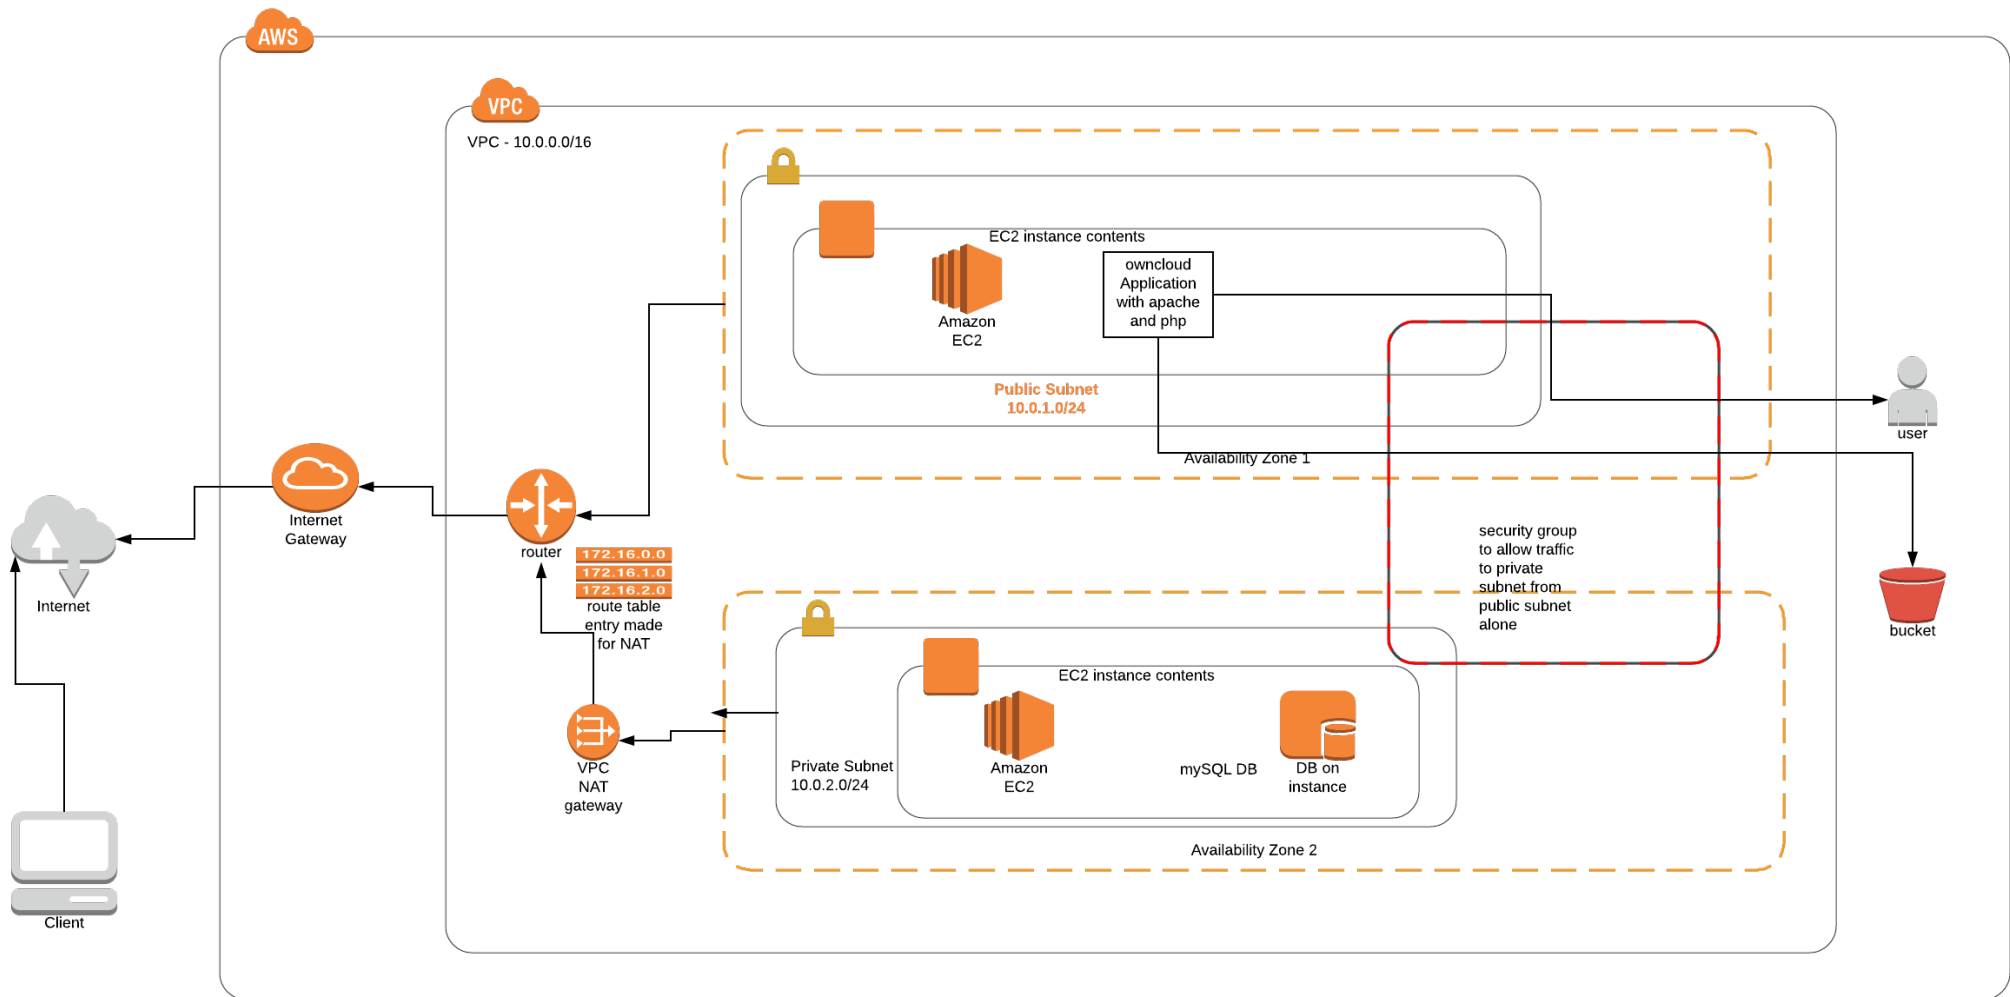 AWS
VPC
VPC - 10.0.0.0/16
EC2 instance contents
owncloud
Application
with apache
and php
Amazon
EC2
Public Subnet
10.0.1.0/24
Availability Zone 1
user
Internet
Gateway
router
172.16.0.0
172.16.1.0
172.16.2.0
route table
entry made
for NAT
Internet
security group
to allow traffic
to private
subnet from
public subnet
alone
bucket
EC2 instance contents
Private Subnet
10.0.2.0/24
Amazon
EC2
mySQL DB
DB on
instance
VPC
NAT
gateway
Availability Zone 2
Client